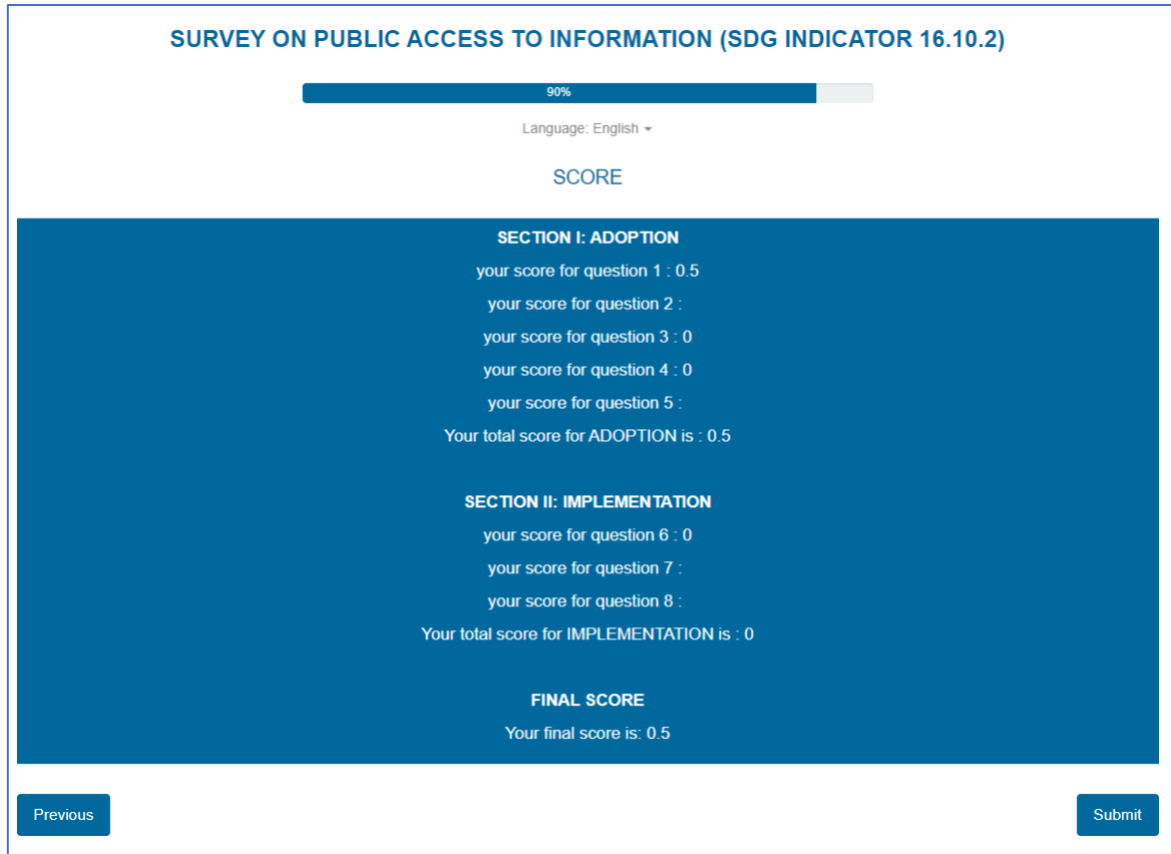 SURVEY ON PUBLIC ACCESS TO INFORMATION (SDG INDICATOR 16.10.2)
90%
Language: English
SCORE
SECTION I: ADOPTION
your score for question 1 : 0.5
your score for question 2 :
your score for question 3 : 0
your score for question 4 : 0
your score for question 5 :
Your total score for ADOPTION is : 0.5
SECTION II: IMPLEMENTATION
your score for question 6 : 0
your score for question 7 :
your score for question 8 :
Your total score for IMPLEMENTATION is : 0
FINAL SCORE
Your final score is: 0.5
Previous
Submit